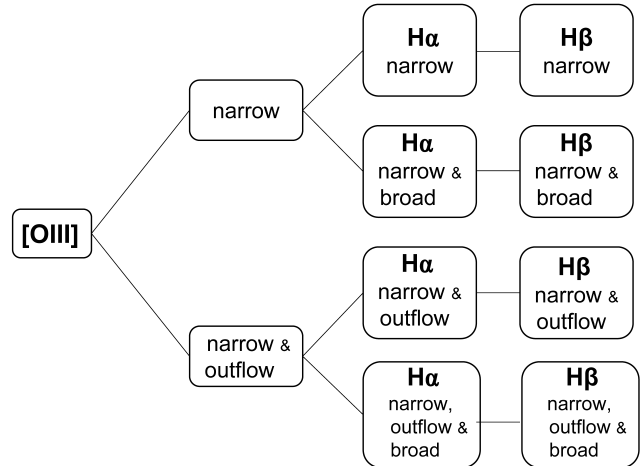 [OIII]
narrow
narrow &
outflow
Hα
narrow
Hβ
narrow
Hα
narrow &
broad
Hβ
narrow &
broad
Hα
narrow &
outflow
Hβ
narrow &
outflow
Hα
narrow,
outflow &
broad
Hβ
narrow,
outflow &
broad